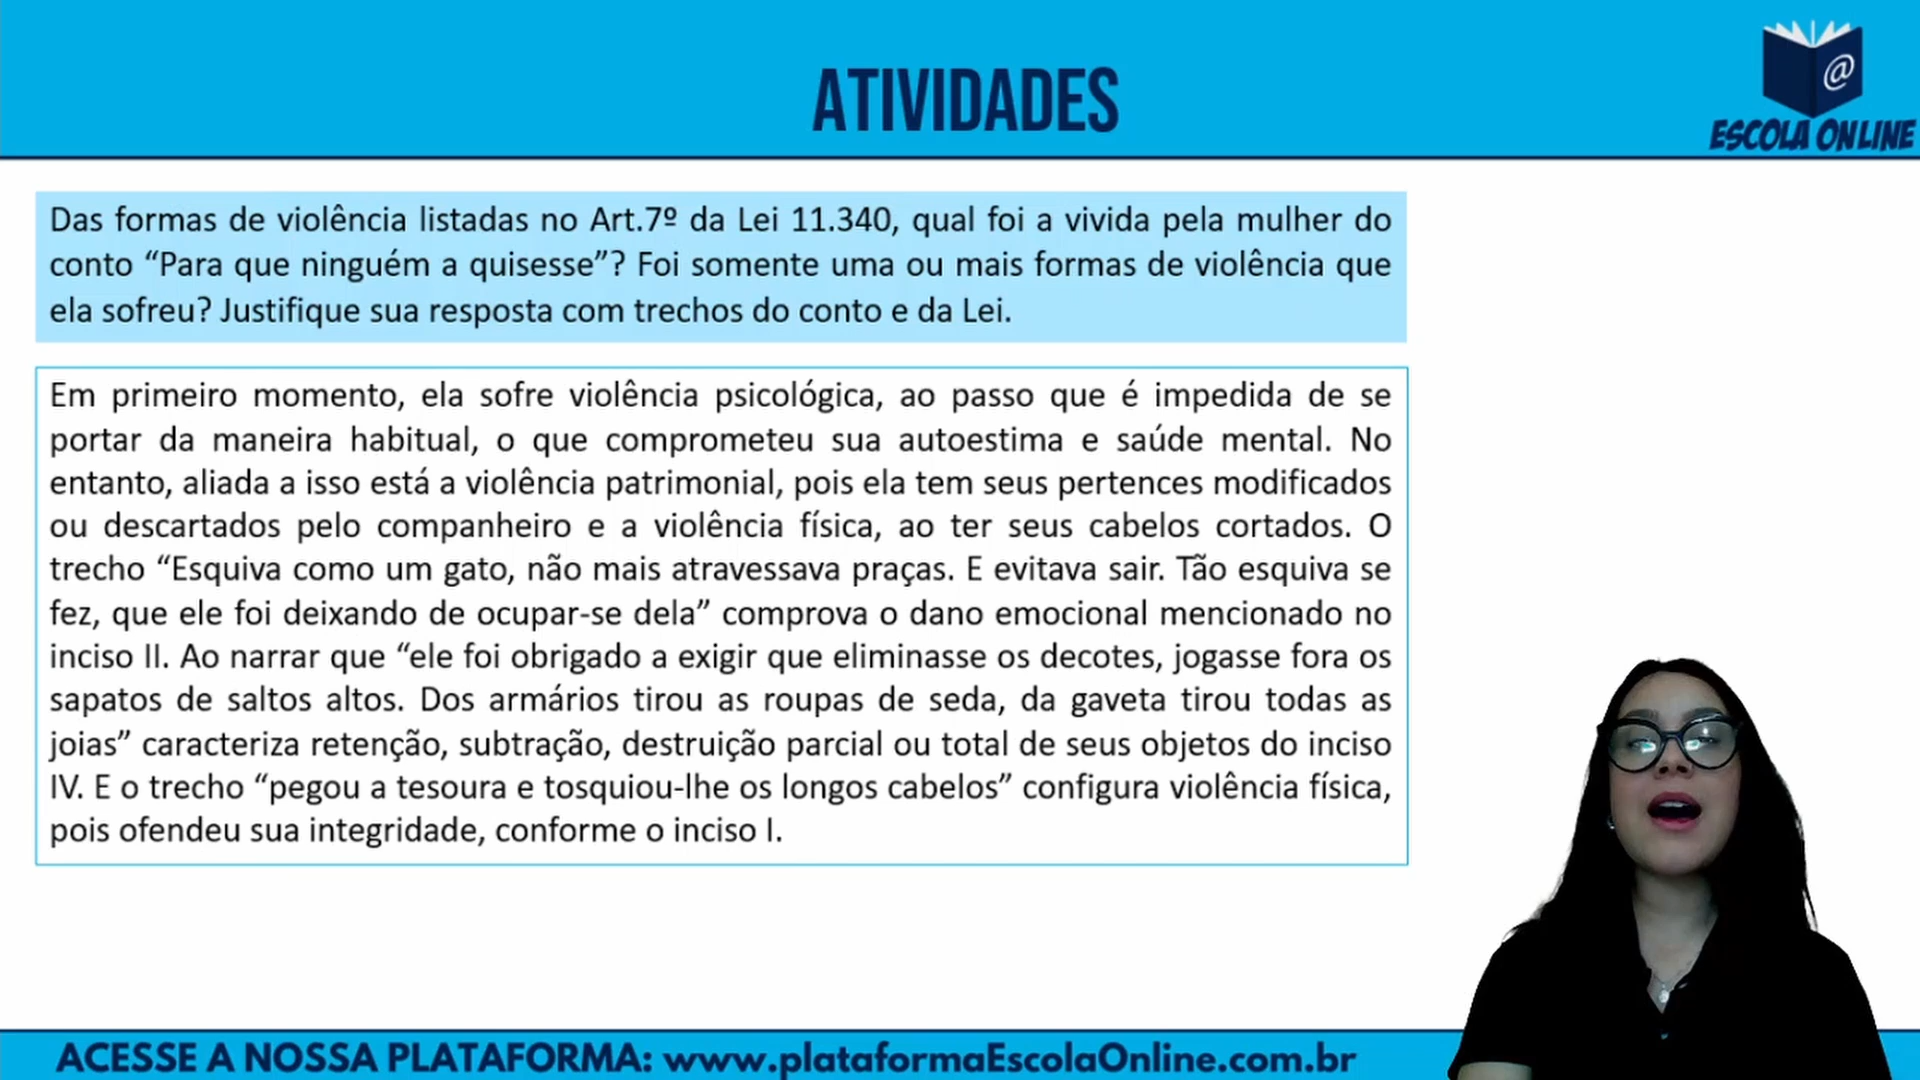 ATIVIDADES
@
ESCOLA ONLINE
Das formas de violência listadas no Art.7º da Lei 11.340, qual foi a vivida pela mulher do
conto “Para que ninguém a quisesse”? Foi somente uma ou mais formas de violência que
ela sofreu? Justifique sua resposta com trechos do conto e da Lei.
Em primeiro momento, ela sofre violência psicológica, ao passo que é impedida de se
portar da maneira habitual, o que comprometeu sua autoestima e saúde mental. No
entanto, aliada a isso está a violência patrimonial, pois ela tem seus pertences modificados
ou descartados pelo companheiro e a violência física, ao ter seus cabelos cortados. O
trecho “Esquiva como um gato, não mais atravessava praças. E evitava sair. Tão esquiva se
fez, que ele foi deixando de ocupar-se dela” comprova o dano emocional mencionado no
inciso II. Ao narrar que “ele foi obrigado a exigir que eliminasse os decotes, jogasse fora os
sapatos de saltos altos. Dos armários tirou as roupas de seda, da gaveta tirou todas as
joias” caracteriza retenção, subtração, destruição parcial ou total de seus objetos do inciso
IV. E o trecho “pegou a tesoura e tosquiou-lhe os longos cabelos” configura violência física,
pois ofendeu sua integridade, conforme o inciso I.
ACESSE A NOSSA PLATAFORMA: www.plataformaEscolaOnline.com.br